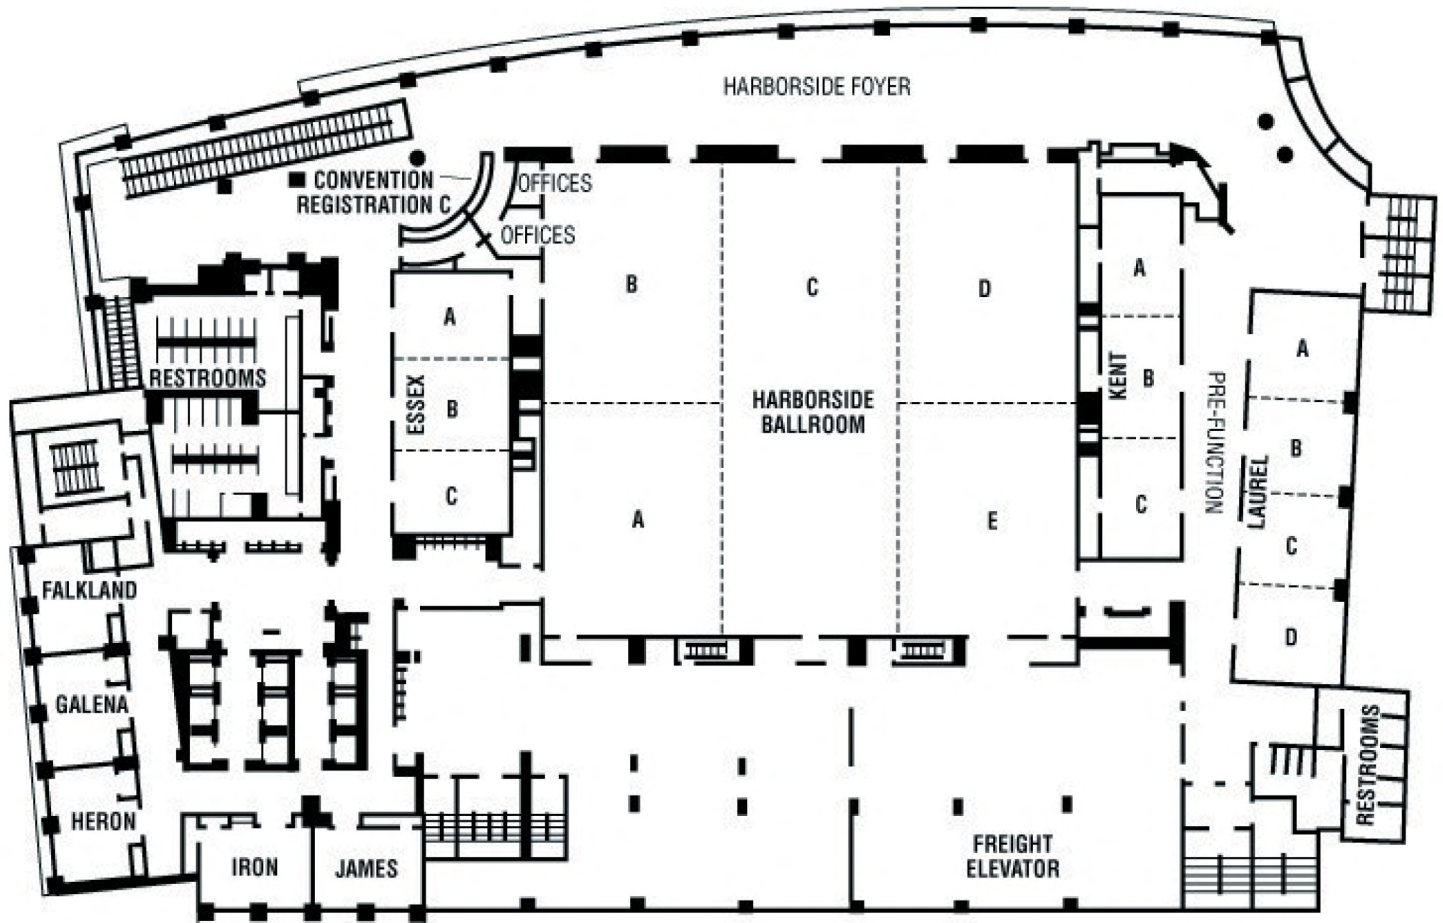 HARBORSIDE FOYER
CONVENTION
REGISTRATION C
OFFICES
OFFICES
A
B
C
D
A
ESSEX
B
C
HARBORSIDE
BALLROOM
A
E
KENT
B
C
PRE-FUNCTION
A
LAUREL
B
C
D
RESTROOMS
FALKLAND
GALENA
HERON
IRON
JAMES
FREIGHT
ELEVATOR
RESTROOMS